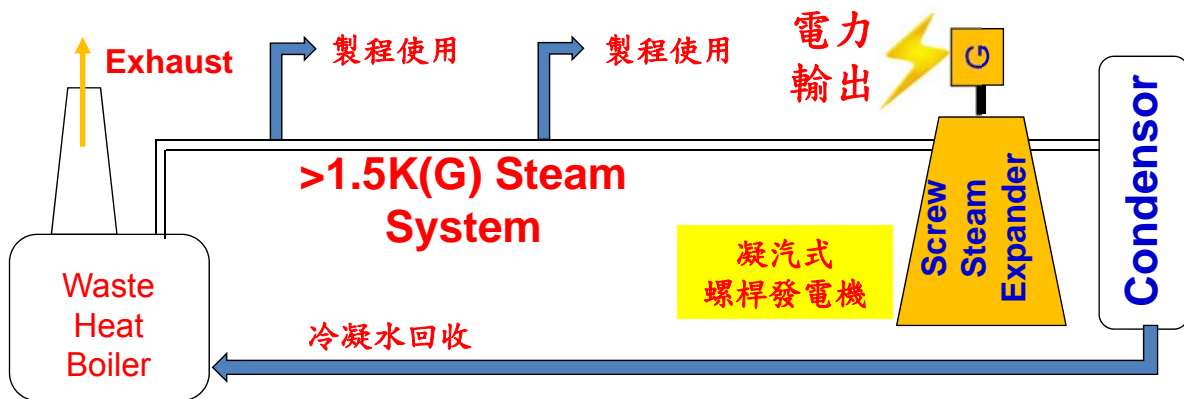 Exhaust
製程使用
製程使用
電力
輸出
G
>1.5K(G) Steam
System
Waste
Heat
Boiler
凝汽式
螺桿發電機
Screw
Steam
Expander
Condensor
冷凝水回收